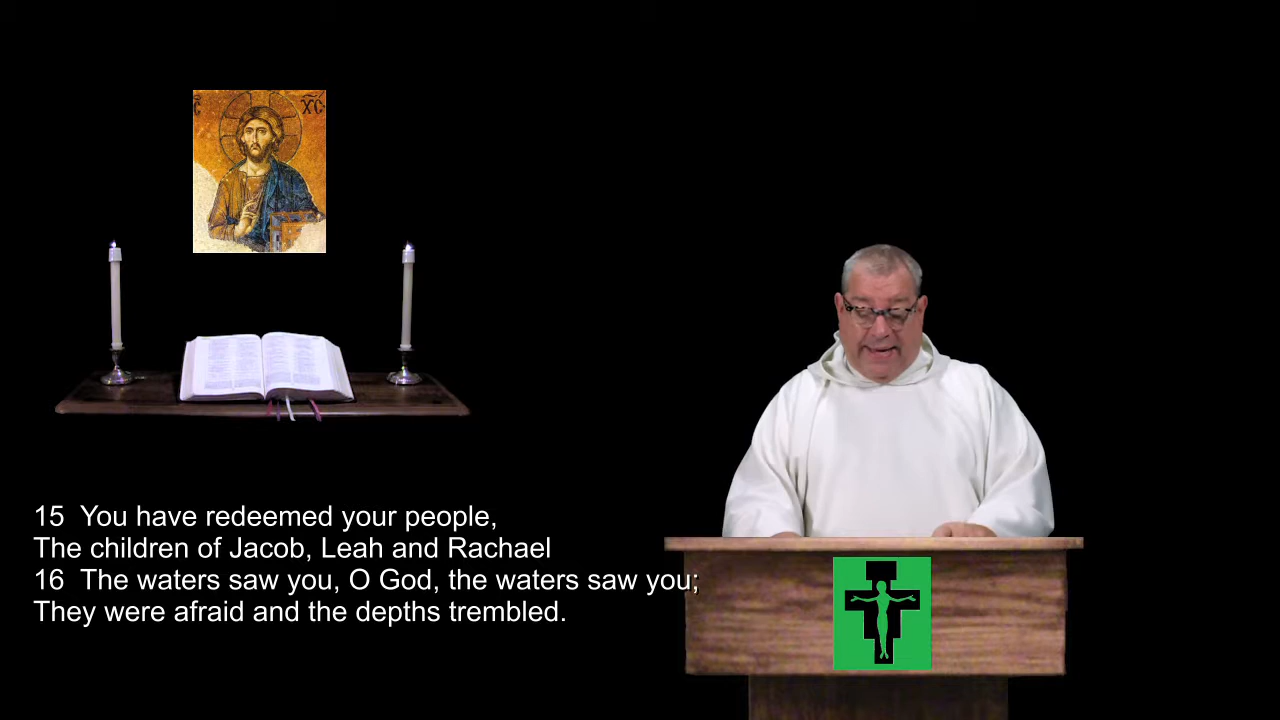 XC
15  You have redeemed your people,
The children of Jacob, Leah and Rachael
16  The waters saw you, O God, the waters saw you;
They were afraid and the depths trembled.